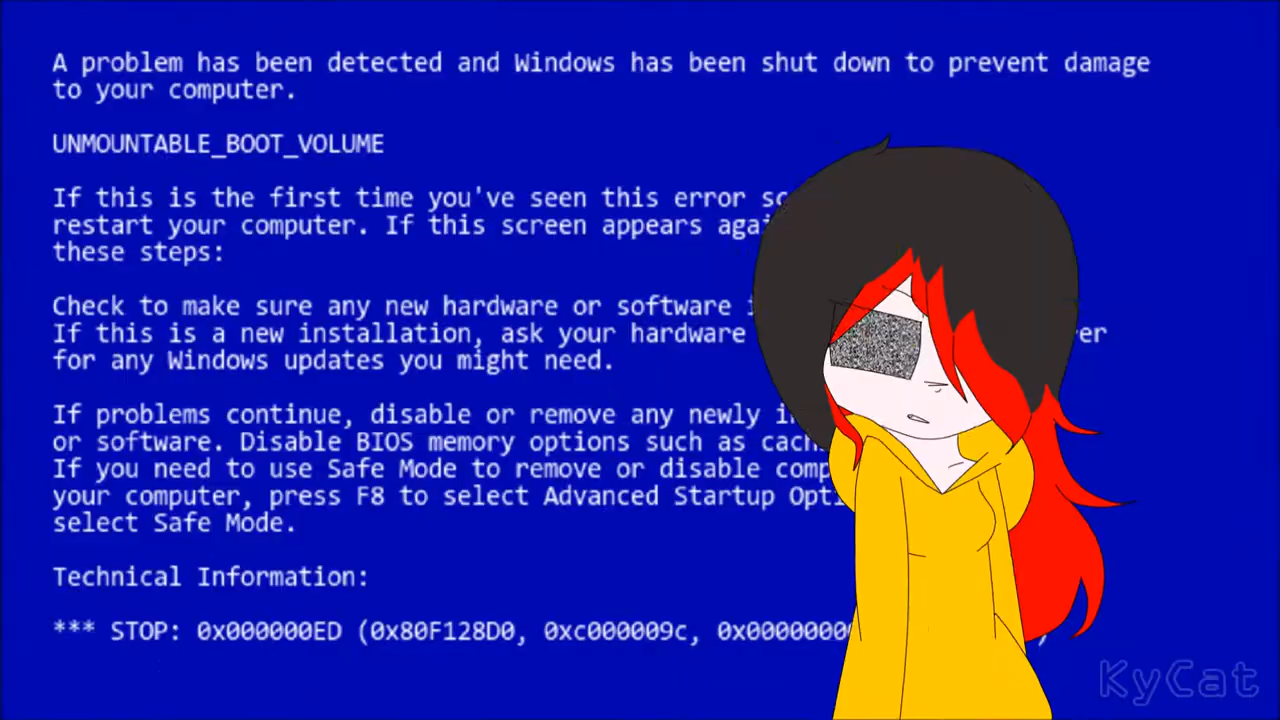 A problem has been detected and Windows has been shut down to prevent damage
to your computer.
UNMOUNTABLE_BOOT_VOLUME
If this is the first time you've seen this error
restart your computer. If this screen appears
these steps:
Check to make sure any new hardware or software
If this is a new installation, ask your hardware
for any Windows updates you might need.
If problems continue, disable or remove any newly
or software. Disable BIOS memory options such as
If you need to use Safe Mode to remove or disable
your computer, press F8 to select Advanced Startup
select Safe Mode.
Technical Information:
*** STOP: 0x000000ED (0x80F128D0, 0xc000009c,
KyCat